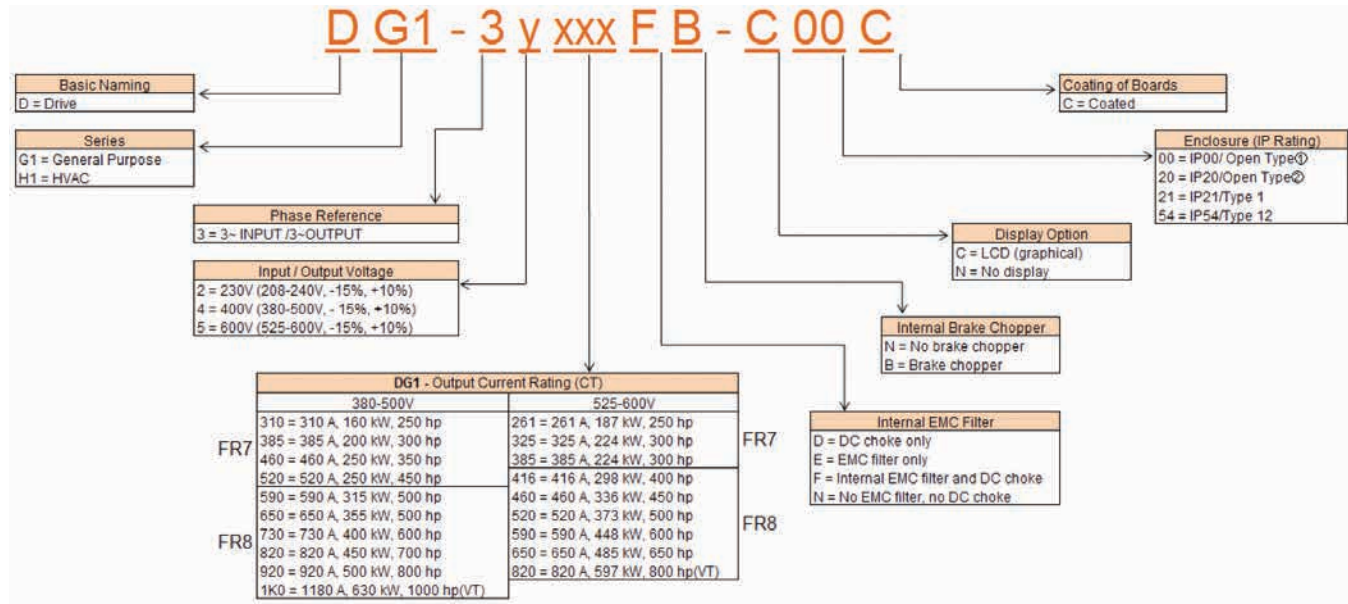 D G1 - 3 y xxx F B - C 00 C
Basic Naming
D = Drive
Series
G1 = General Purpose
H1 = HVAC
Phase Reference
3 = 3~ INPUT /3~OUTPUT
Input / Output Voltage
2 = 230V (208-240V, -15%, +10%)
4 = 400V (380-500V, - 15%, +10%)
5 = 600V (525-600V, -15%, +10%)
DG1 - Output Current Rating (CT)
380-500V
FR7
310 = 310 A, 160 kW, 250 hp
385 = 385 A, 200 kW, 300 hp
460 = 460 A, 250 kW, 350 hp
520 = 520 A, 250 kW, 450 hp
FR8
590 = 590 A, 315 kW, 500 hp
650 = 650 A, 355 kW, 500 hp
730 = 730 A, 400 kW, 600 hp
820 = 820 A, 450 kW, 700 hp
920 = 920 A, 500 kW, 800 hp
1K0 = 1180 A, 630 kW, 1000 hp(VT)
525-600V
261 = 261 A, 187 kW, 250 hp
325 = 325 A, 224 kW, 300 hp
385 = 385 A, 224 kW, 300 hp
FR7
416 = 416 A, 298 kW, 400 hp
460 = 460 A, 336 kW, 450 hp
520 = 520 A, 373 kW, 500 hp
590 = 590 A, 448 kW, 600 hp
650 = 650 A, 485 kW, 650 hp
820 = 820 A, 597 kW, 800 hp(VT)
FR8
Internal EMC Filter
D = DC choke only
E = EMC filter only
F = Internal EMC filter and DC choke
N = No EMC filter, no DC choke
Internal Brake Chopper
N = No brake chopper
B = Brake chopper
Display Option
C = LCD (graphical)
N = No display
Enclosure (IP Rating)
00 = IP00/ Open Type①
20 = IP20/Open Type②
21 = IP21/Type 1
54 = IP54/Type 12
Coating of Boards
C = Coated